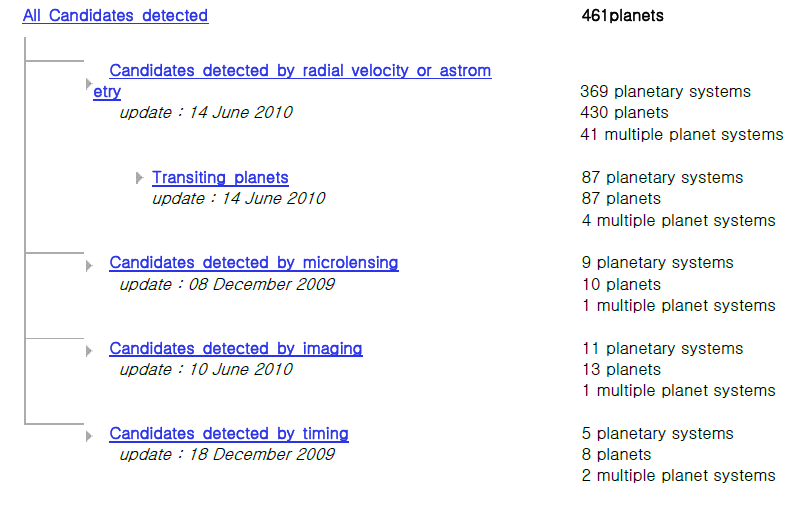 All Candidates detected 461planets
Candidates detected by radial velocity or astrom
etry 369 planetary systems
update : 14 June 2010 430 planets
41 multiple planet systems
Transiting planets 87 planetary systems
update : 14 June 2010 87 planets
4 multiple planet systems
Candidates detected by microlensing 9 planetary systems
update : 08 December 2009 10 planets
1 multiple planet systems
Candidates detected by imaging 11 planetary systems
update : 10 June 2010 13 planets
1 multiple planet systems
Candidates detected by timing 5 planetary systems
update : 18 December 2009 8 planets
2 multiple planet systems